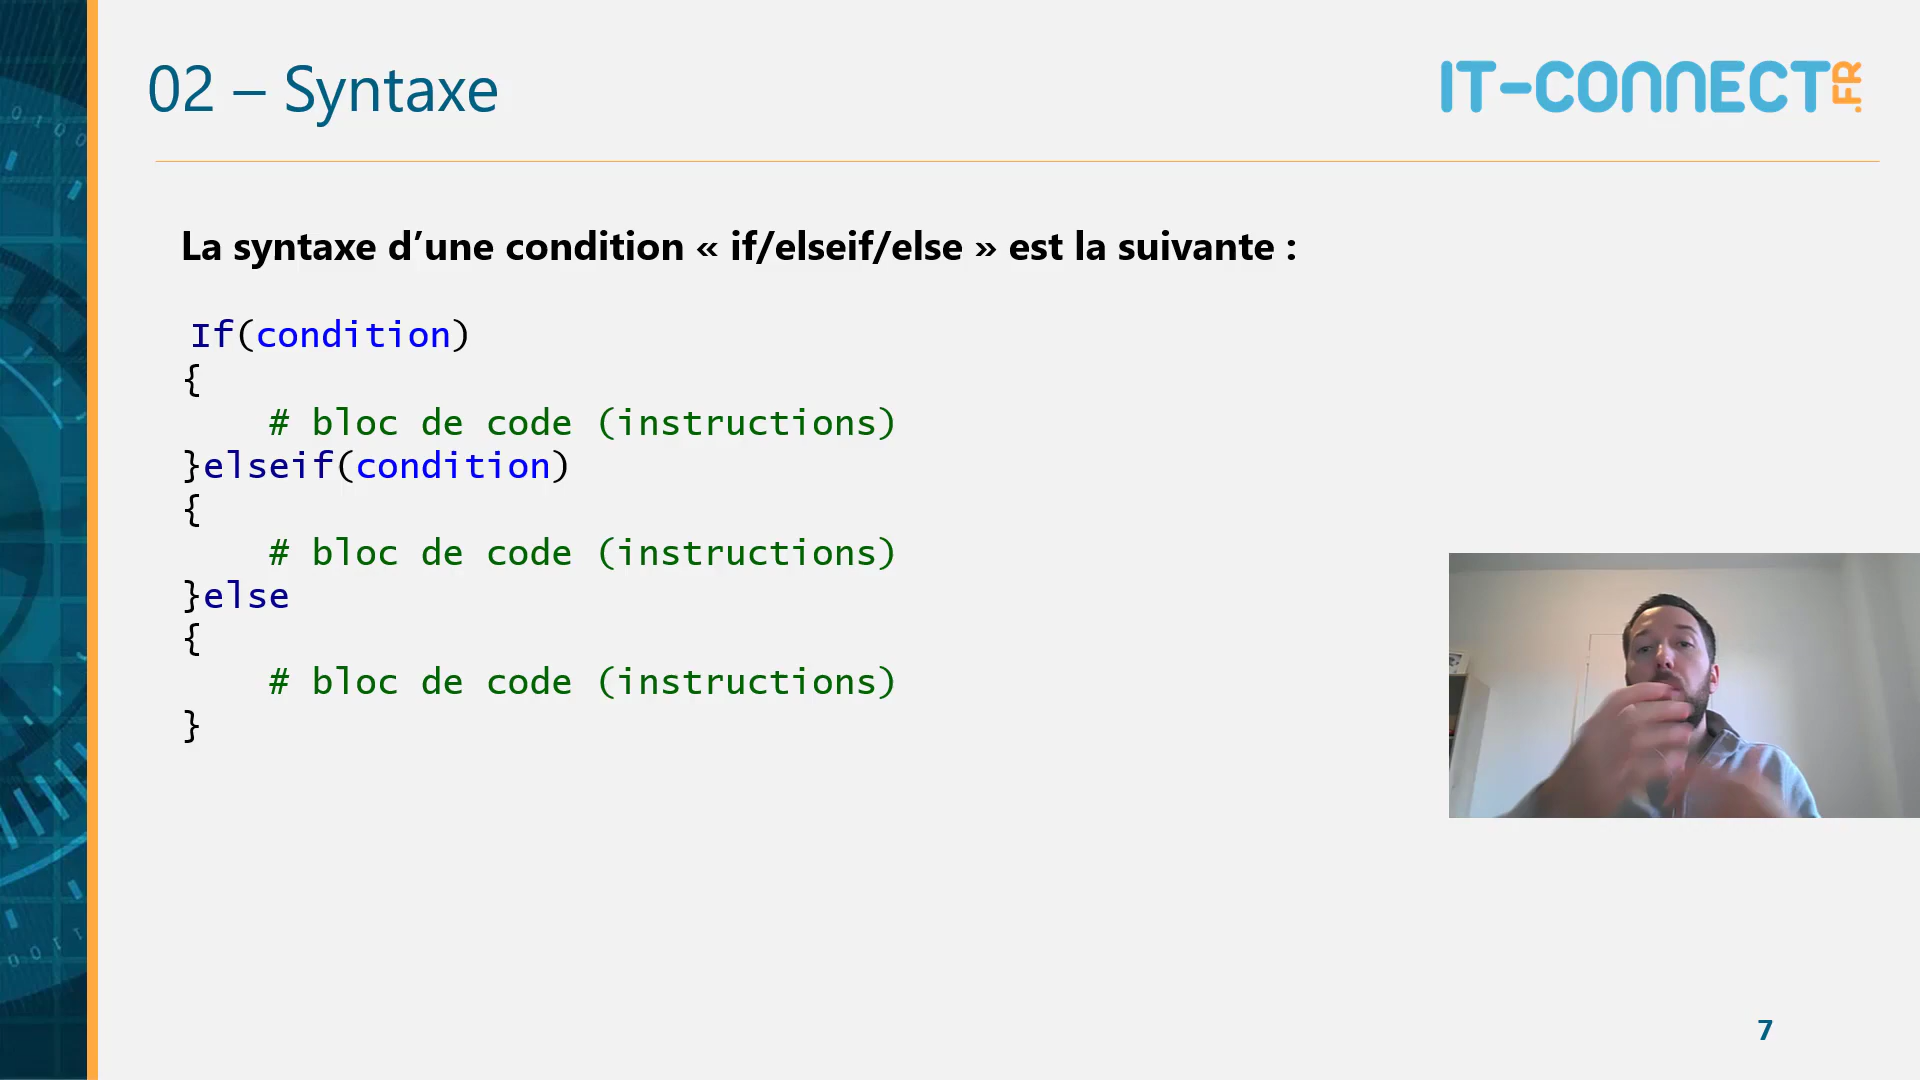 02 – Syntaxe
IT-CONNECT.FR
La syntaxe d’une condition « if/elseif/else » est la suivante :
If(condition)
{
    # bloc de code (instructions)
}elseif(condition)
{
    # bloc de code (instructions)
}else
{
    # bloc de code (instructions)
}
7